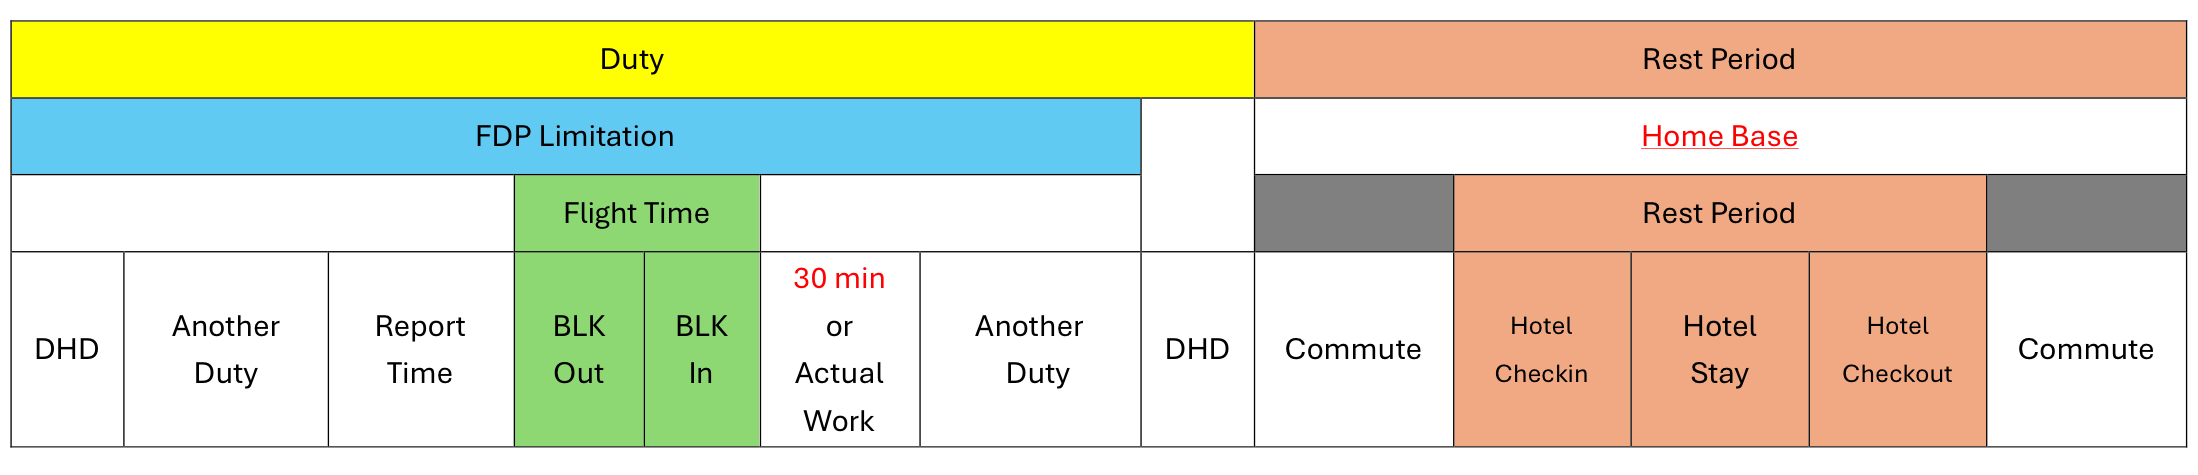 Duty
Rest Period
FDP Limitation
Home Base
Flight Time
Rest Period
DHD
Another
Duty
Report
Time
BLK
Out
BLK
In
30 min
or
Actual
Work
Another
Duty
DHD
Commute
Hotel
Checkin
Hotel
Stay
Hotel
Checkout
Commute